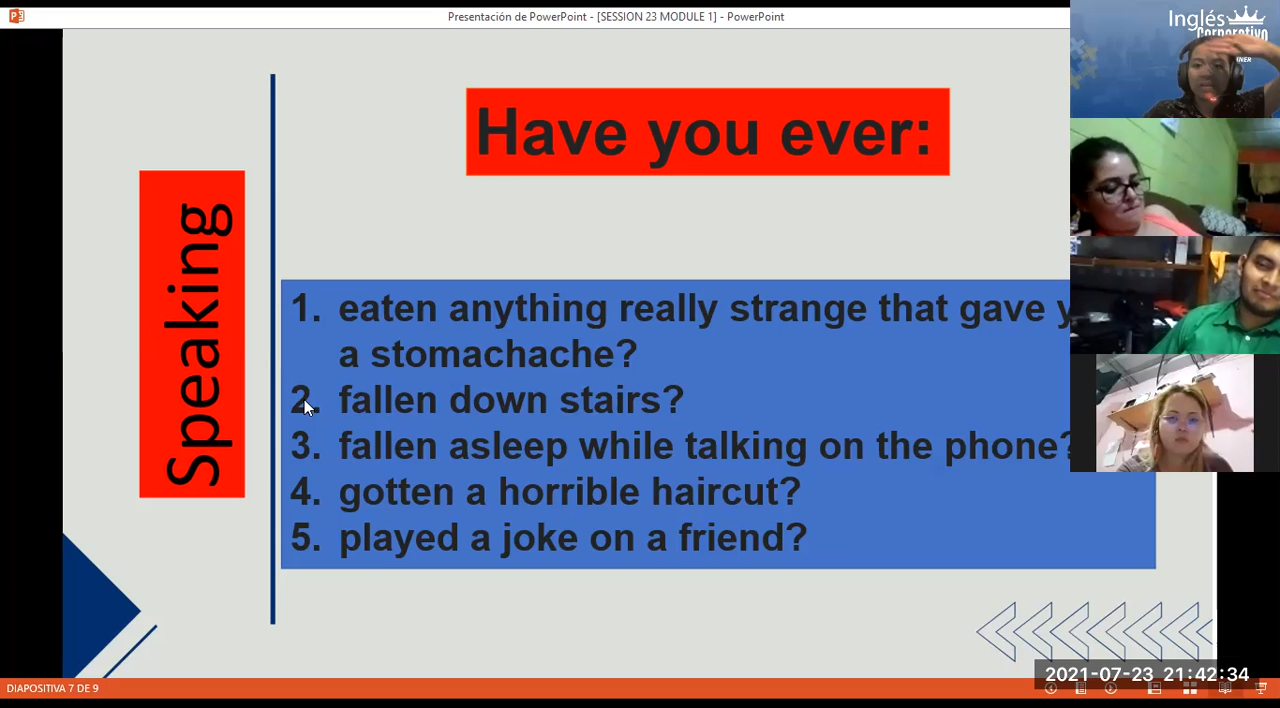 Presentación de PowerPoint - [SESSION 23 MODULE 1] - PowerPoint
Inglés
Corporativo
Have you ever:
Speaking
1. eaten anything really strange that gave
a stomachache?
2. fallen down stairs?
3. fallen asleep while talking on the phone?
4. gotten a horrible haircut?
5. played a joke on a friend?
2021-07-23 21:42:34
DIAPOSITIVA 7 DE 9